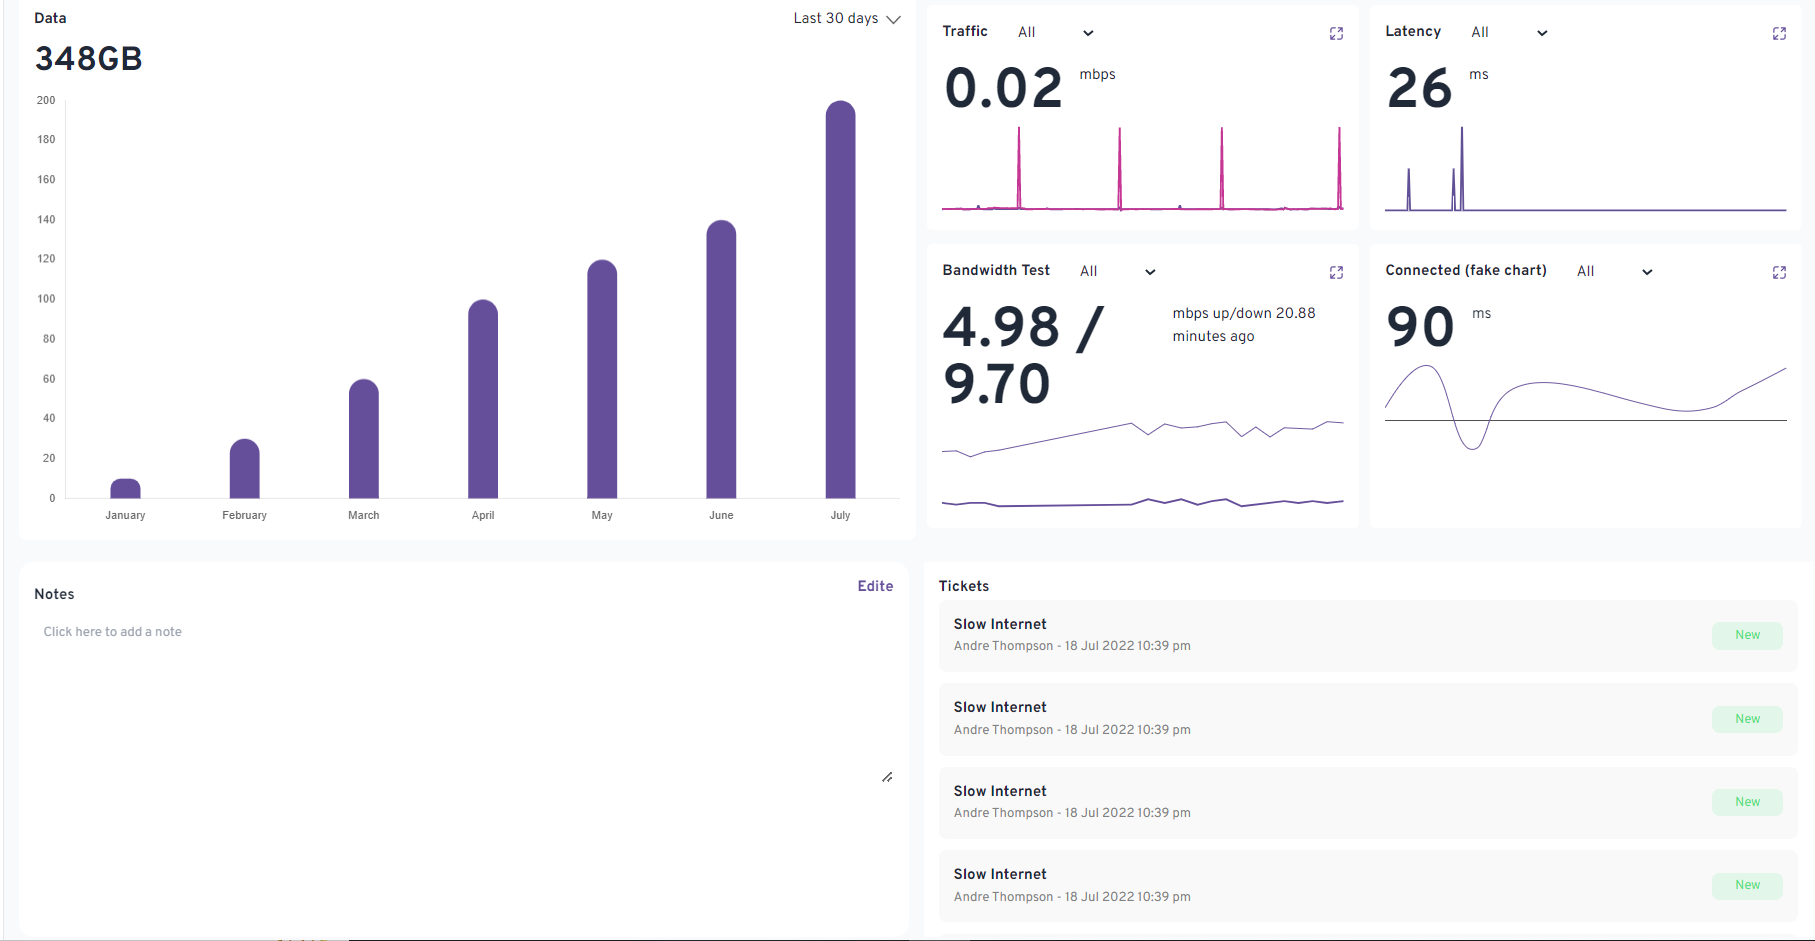 Data
Last 30 days
348GB
200
180
160
140
120
100
80
60
40
20
0
January February March April May June July
Traffic All
0.02 mbps
Latency All
26 ms
Bandwidth Test All
4.98 /
9.70
mbps up/down 20.88
minutes ago
Connected (fake chart) All
90 ms
Notes
Edite
Click here to add a note
Tickets
Slow Internet
Andre Thompson - 18 Jul 2022 10:39 pm
New
Slow Internet
Andre Thompson - 18 Jul 2022 10:39 pm
New
Slow Internet
Andre Thompson - 18 Jul 2022 10:39 pm
New
Slow Internet
Andre Thompson - 18 Jul 2022 10:39 pm
New